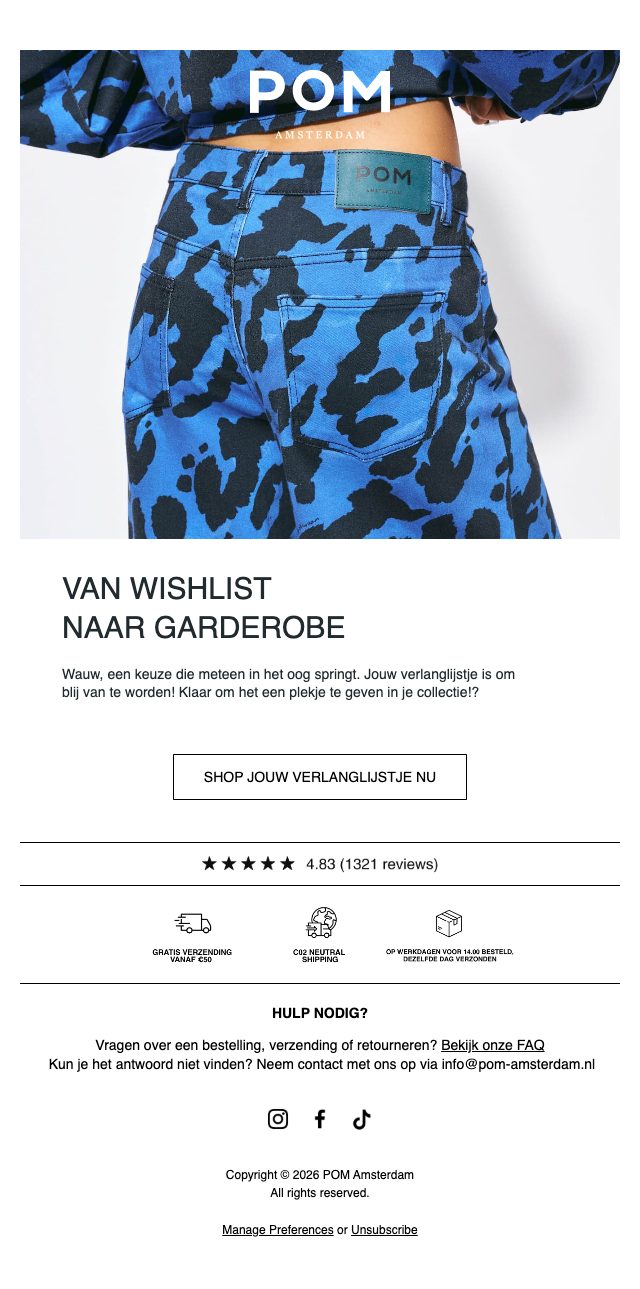 POM
AMSTERDAM
POM
AMSTERDAM
VAN WISHLIST
NAAR GARDEROBE
Wauw, een keuze die meteen in het oog springt. Jouw verlanglijstje is om
blij van te worden! Klaar om het een plekje te geven in je collectie!?
SHOP JOUW VERLANGLIJSTJE NU
★★★★★ 4.83 (1321 reviews)
GRATIS VERZENDING
VANAF €50
C02 NEUTRAL
SHIPPING
OP WERKDAGEN VOOR 14.00 BESTELD,
DEZELFDE DAG VERZONDEN
HULP NODIG?
Vragen over een bestelling, verzending of retourneren? Bekijk onze FAQ
Kun je het antwoord niet vinden? Neem contact met ons op via info@pom-amsterdam.nl
Copyright © 2026 POM Amsterdam
All rights reserved.
Manage Preferences or Unsubscribe